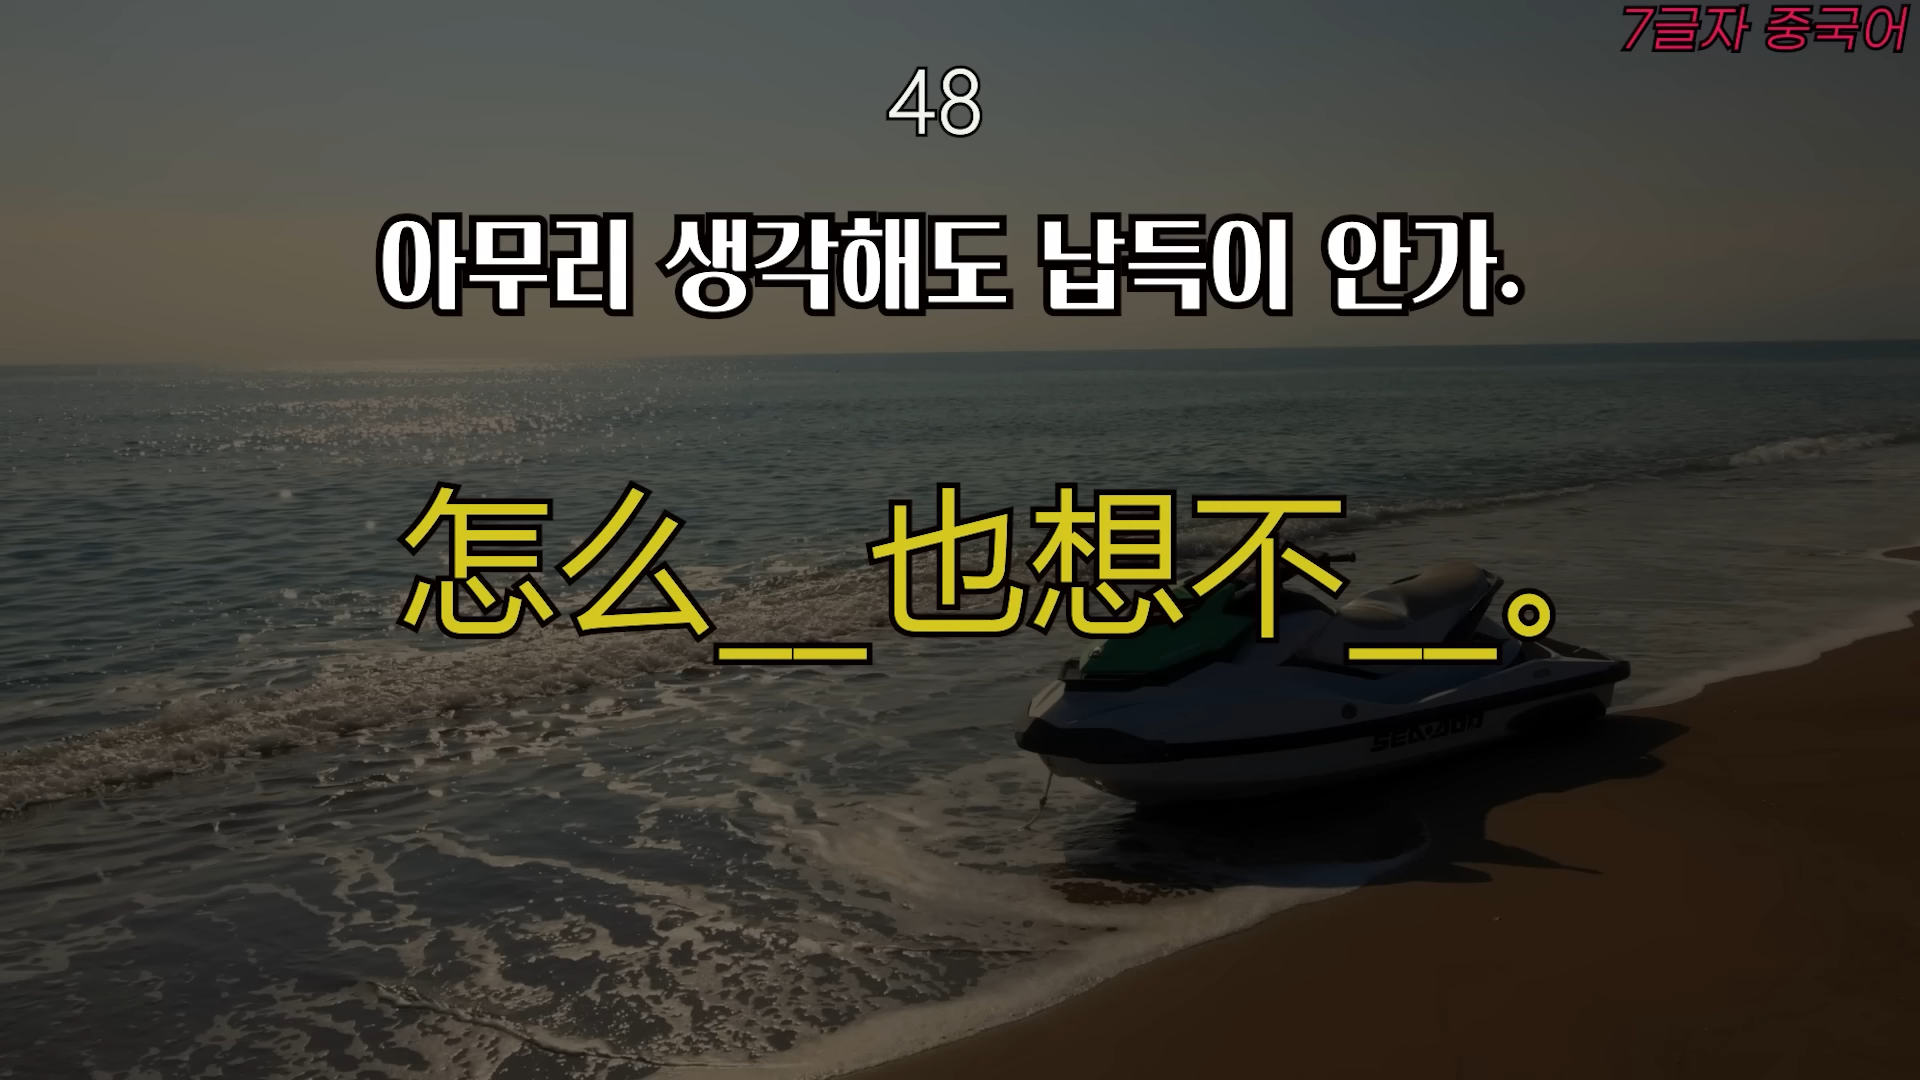 7글자 중국어
48
아무리 생각해도 납득이 안가.
怎么__也想不__。
SEA-DOO